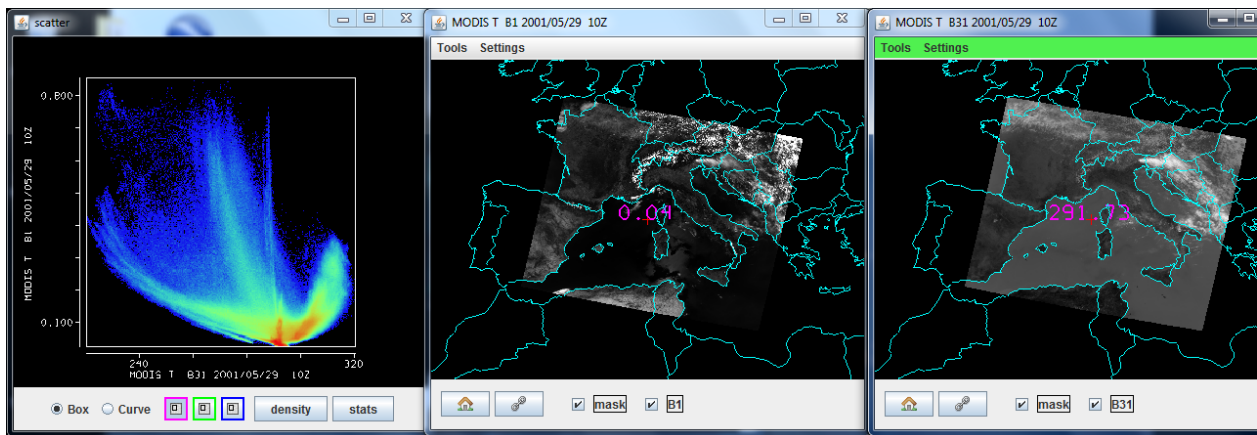 scatter
0.890
MODIS T B1 2001/05/29 10Z
0.100
240
320
MODIS T B31 2001/05/29 10Z
Box
Curve
density
stats
MODIS T B1 2001/05/29 10Z
Tools Settings
0.04
mask
B1
MODIS T B31 2001/05/29 10Z
Tools Settings
291.73
mask
B31